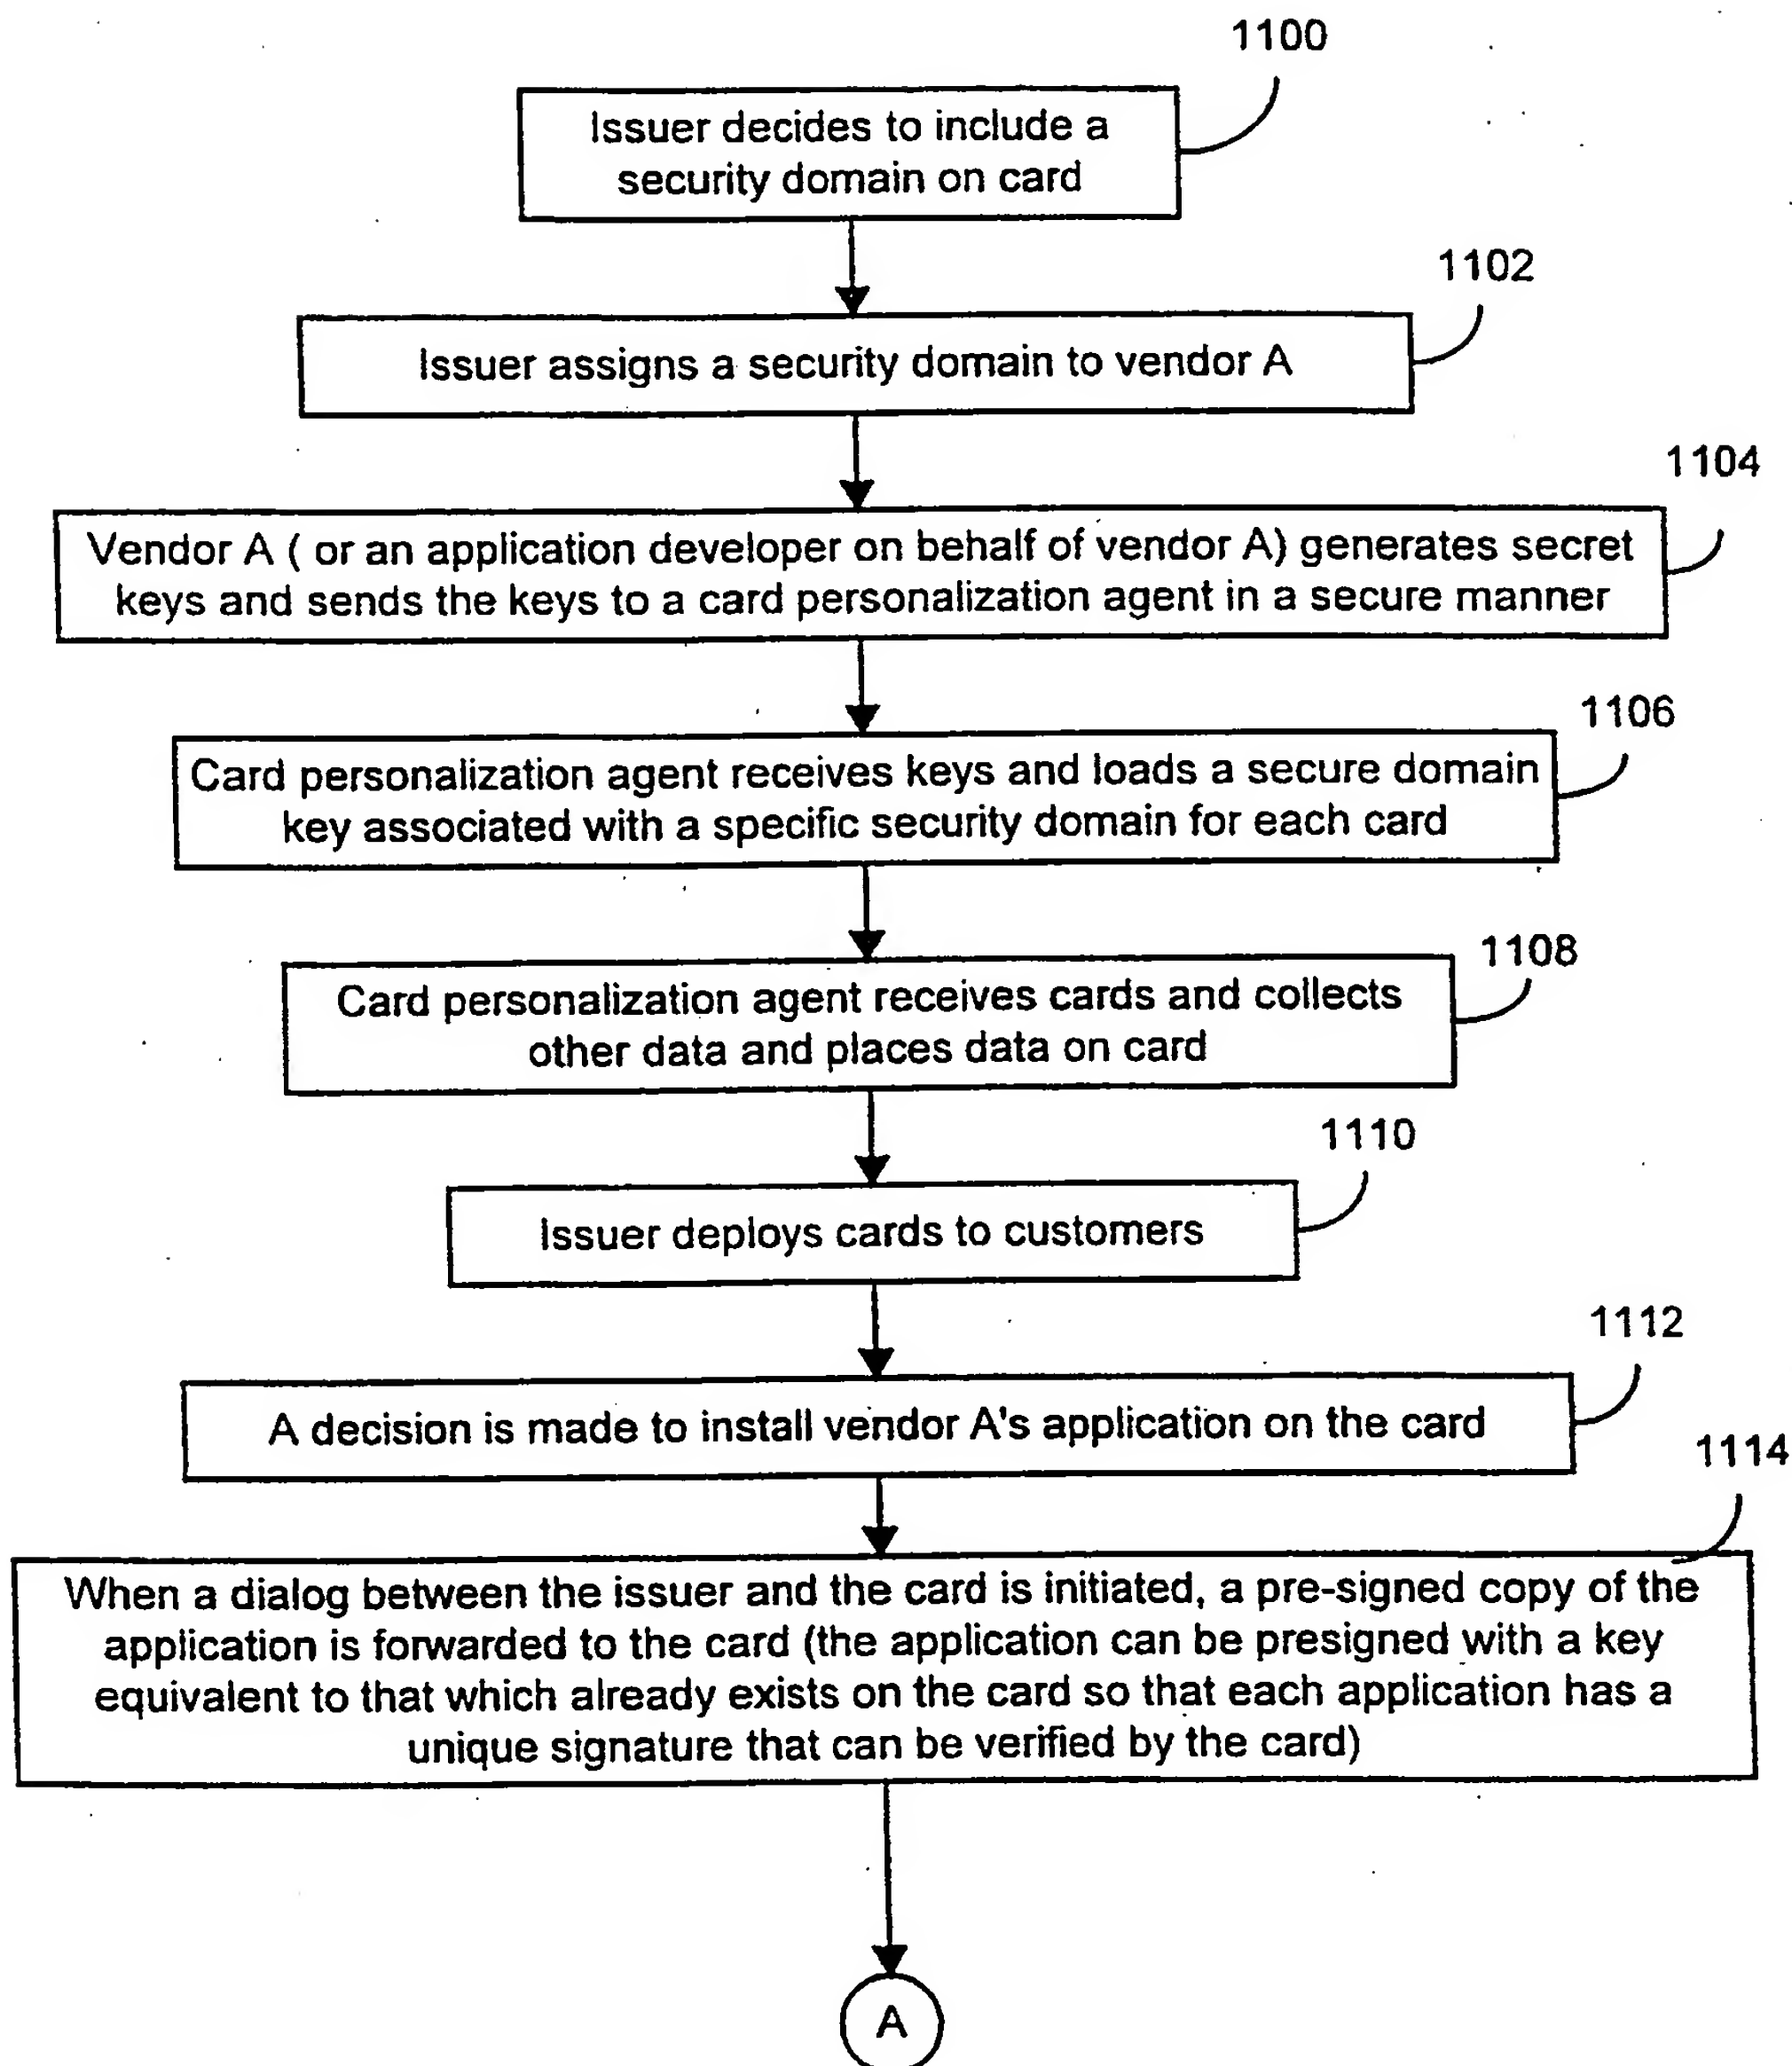 1100
Issuer decides to include a
security domain on card
1102
Issuer assigns a security domain to vendor A
1104
Vendor A ( or an application developer on behalf of vendor A) generates secret
keys and sends the keys to a card personalization agent in a secure manner
1106
Card personalization agent receives keys and loads a secure domain
key associated with a specific security domain for each card
1108
Card personalization agent receives cards and collects
other data and places data on card
1110
Issuer deploys cards to customers
1112
A decision is made to install vendor A's application on the card
1114
When a dialog between the issuer and the card is initiated, a pre-signed copy of the
application is forwarded to the card (the application can be presigned with a key
equivalent to that which already exists on the card so that each application has a
unique signature that can be verified by the card)
A